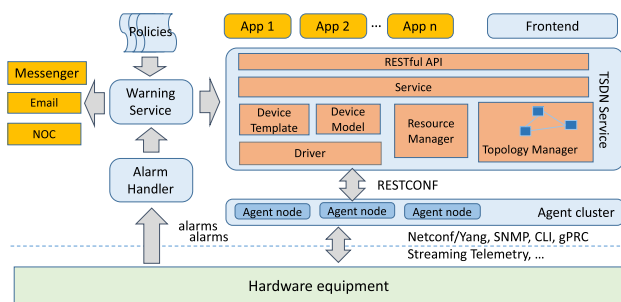 Policies
App 1
App 2
...
App n
Frontend
Messenger
Email
NOC
Warning
Service
RESTful API
Service
Device
Template
Device
Model
Resource
Manager
Topology Manager
Driver
TSDN Service
Alarm
Handler
RESTCONF
Agent node
Agent node
Agent node
Agent cluster
alarms
alarms
Netconf/Yang, SNMP, CLI, gPRC
Streaming Telemetry, ...
Hardware equipment